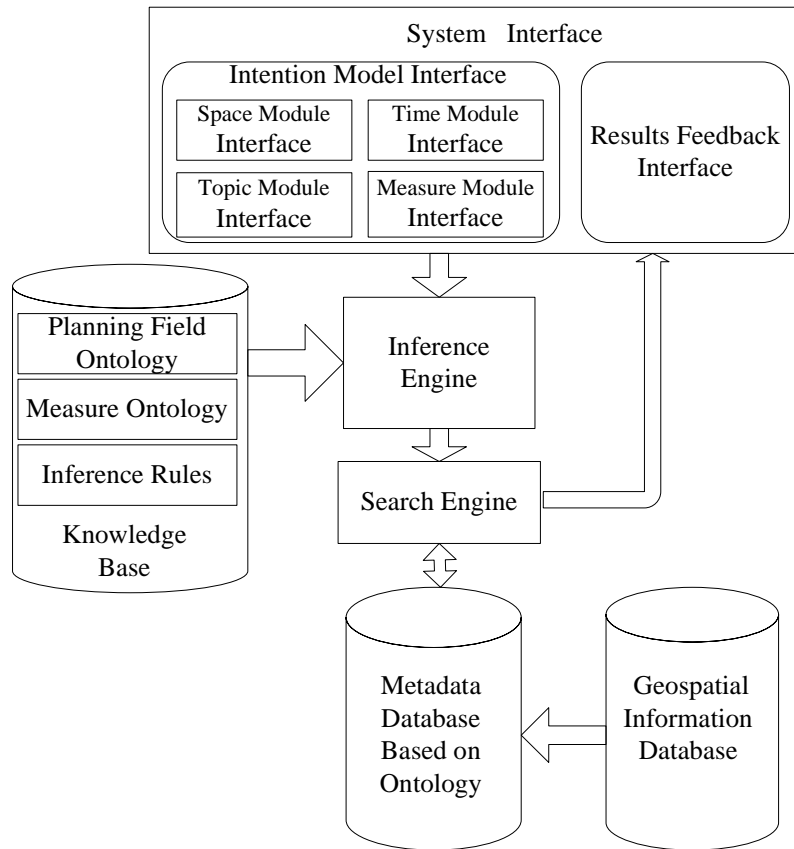 System Interface
Intention Model Interface
Space Module
Interface
Time Module
Interface
Topic Module
Interface
Measure Module
Interface
Results Feedback
Interface
Planning Field
Ontology
Measure Ontology
Inference Rules
Knowledge
Base
Inference
Engine
Search Engine
Metadata
Database
Based on
Ontology
Geospatial
Information
Database